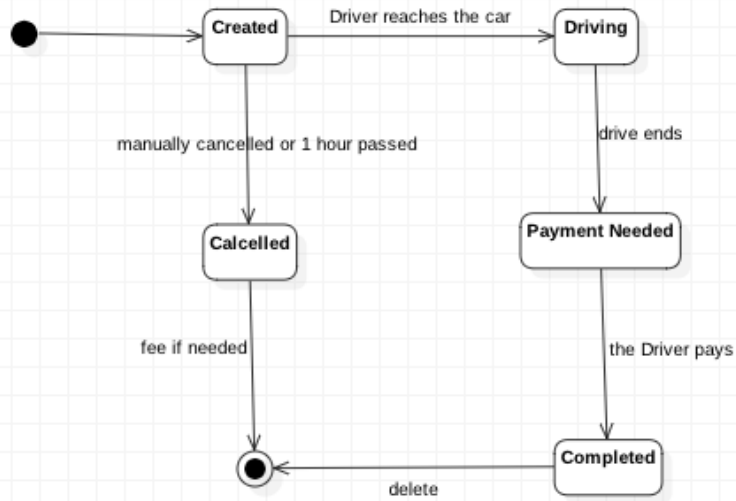 Driver reaches the car
Created
Driving
drive ends
manually cancelled or 1 hour passed
Calcelled
Payment Needed
fee if needed
the Driver pays
Completed
delete